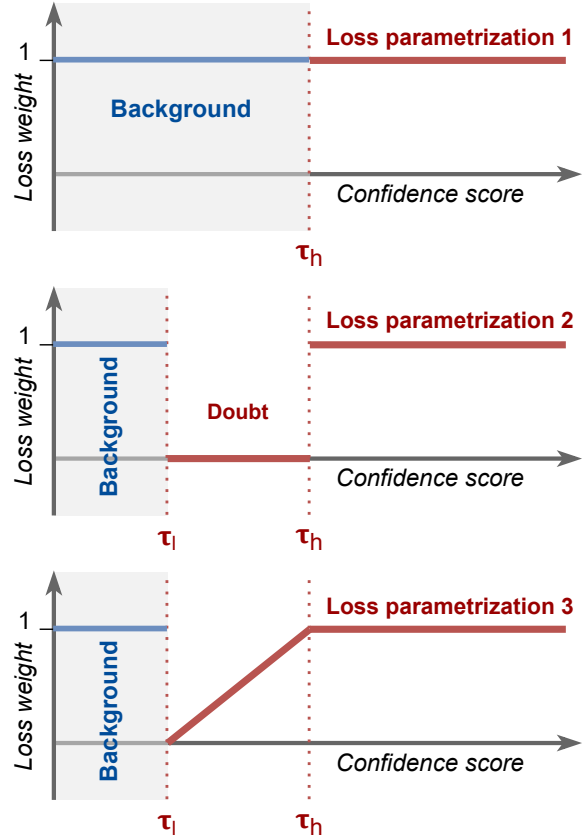 Loss parametrization 1
1
Background
Loss weight
Confidence score
τh
Loss parametrization 2
1
Background
Doubt
Loss weight
Confidence score
τl
τh
Loss parametrization 3
1
Background
Loss weight
Confidence score
τl
τh